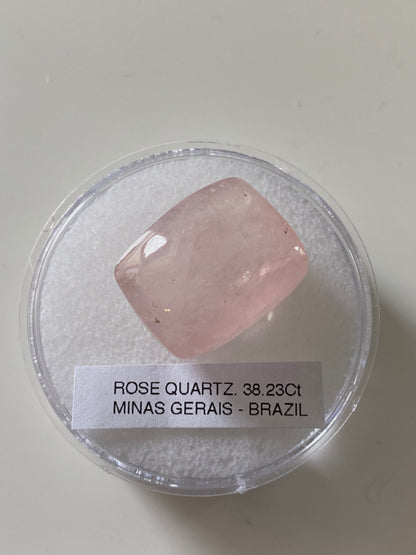 ROSE QUARTZ. 38.23Ct
MINAS GERAIS - BRAZIL